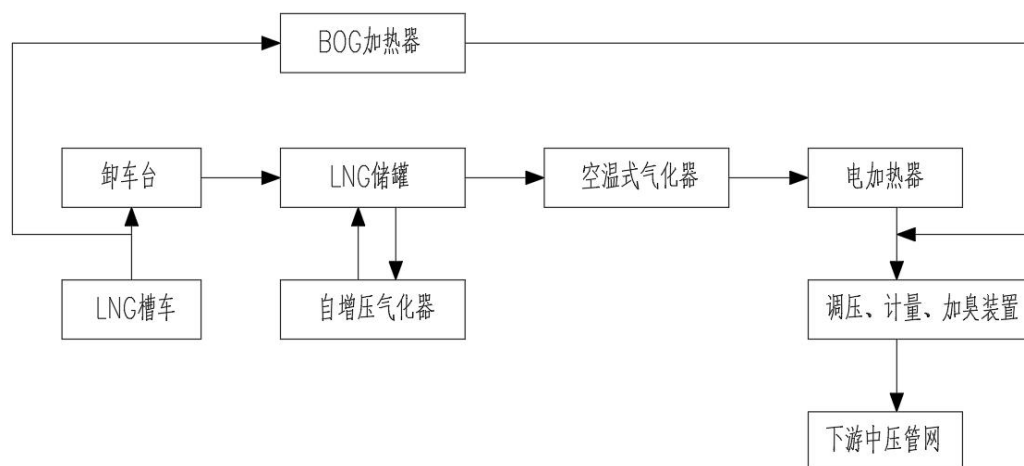 BOG加热器
卸车台
LNG储罐
空温式气化器
电加热器
LNG槽车
自增压气化器
调压、计量、加臭装置
下游中压管网